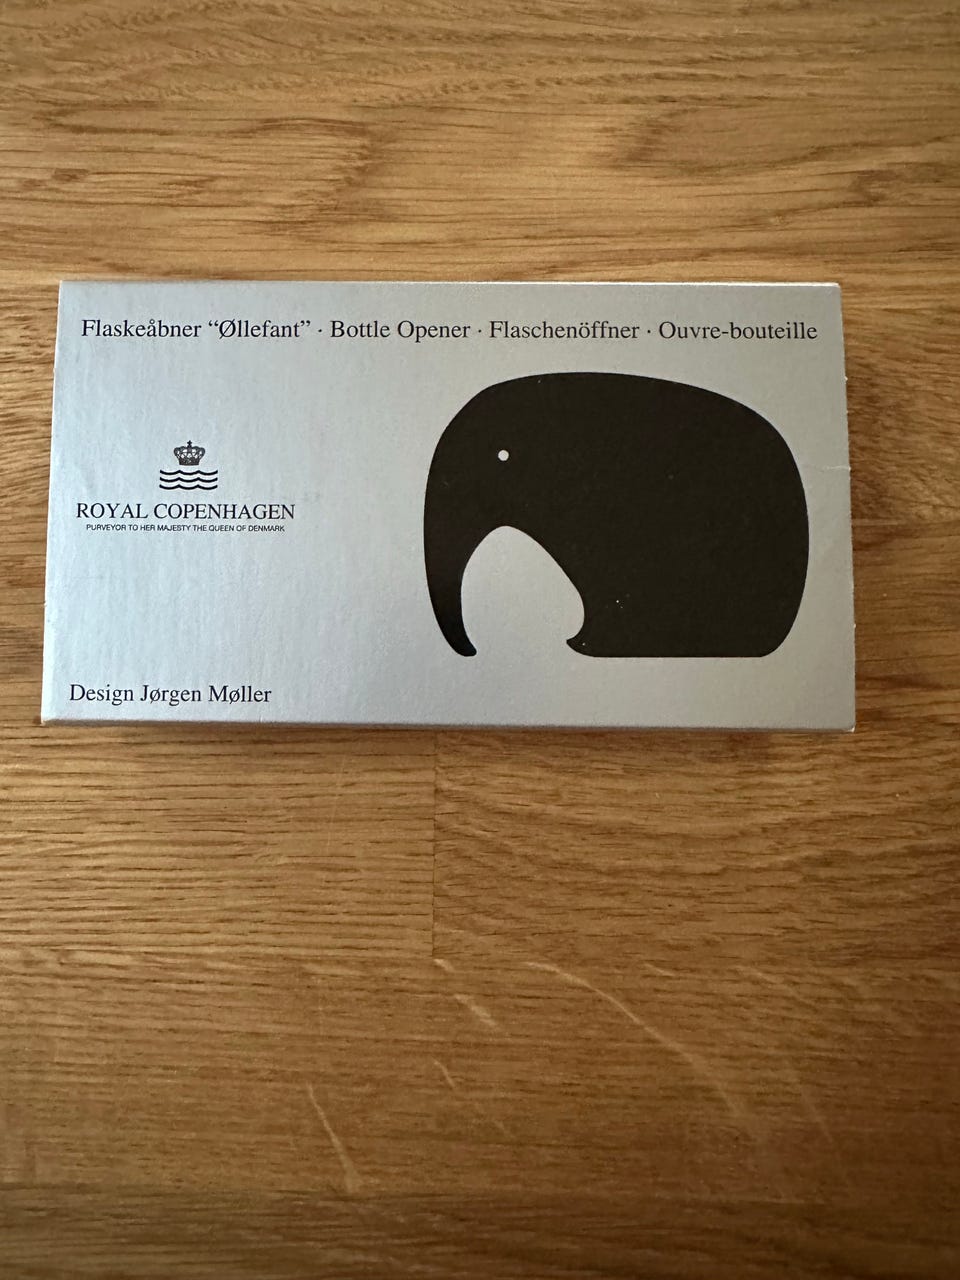 Flaskeåbner “Øllefant” · Bottle Opener · Flaschenöffner · Ouvre-bouteille
ROYAL COPENHAGEN
PURVEYOR TO HER MAJESTY THE QUEEN OF DENMARK
Design Jørgen Møller